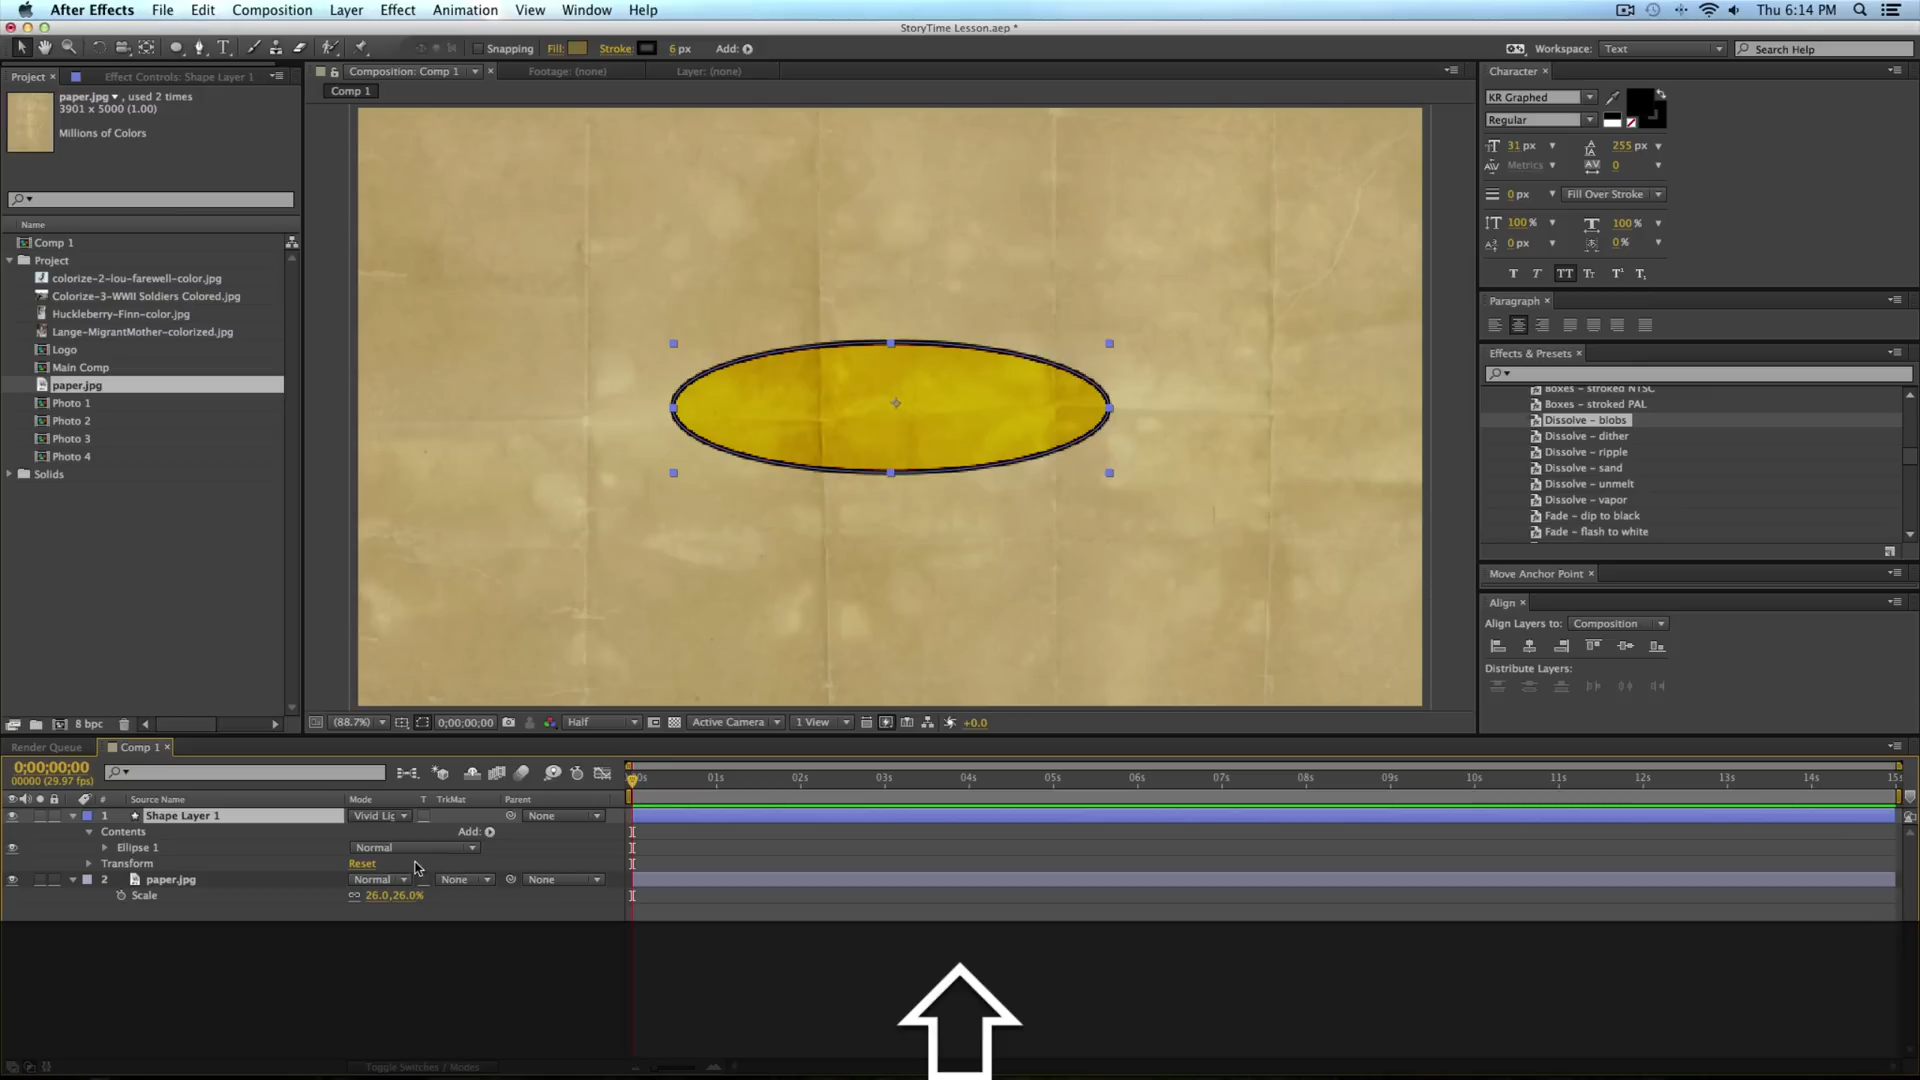 After Effects File Edit Composition Layer Effect Animation View Window Help Thu 6:14 PM
StoryTime Lesson.aep *
Snapping Fill: Stroke: 6 px Add: Workspace: Text Search Help
Project Effect Controls: Shape Layer 1 Composition: Comp 1 Footage: (none) Layer: (none) Character
Comp 1
paper.jpg , used 2 times
3901 x 5000 (1.00)
Millions of Colors
KR Graphed
Regular
31 px 255 px
Metrics 0
0 px Fill Over Stroke
100 % 100 %
0 px 0 %
Paragraph
Effects & Presets
Boxes - stroked NTSC
Boxes - stroked PAL
Dissolve - blobs
Dissolve - dither
Dissolve - ripple
Dissolve - sand
Dissolve - unmelt
Dissolve - vapor
Fade - dip to black
Fade - flash to white
Move Anchor Point
Align
Align Layers to: Composition
Distribute Layers:
Name
Comp 1
Project
colorize-2-lou-farewell-color.jpg
Colorize-3-WWII Soldiers Colored.jpg
Huckleberry-Finn-color.jpg
Lange-MigrantMother-colorized.jpg
Logo
Main Comp
paper.jpg
Photo 1
Photo 2
Photo 3
Photo 4
Solids
8 bpc (88.7%) 0;00;00;00 Half Active Camera 1 View +0.0
Render Queue Comp 1
0;00;00;00
00000 (29.97 fps)
01s 02s 03s 04s 05s 06s 07s 08s 09s 10s 11s 12s 13s 14s 15s
# Source Name Mode T TrkMat Parent
1 Shape Layer 1 Vivid Lig None
Contents Add:
Ellipse 1 Normal
Transform Reset
2 paper.jpg Normal None None
Scale 26.0,26.0%
Toggle Switches / Modes